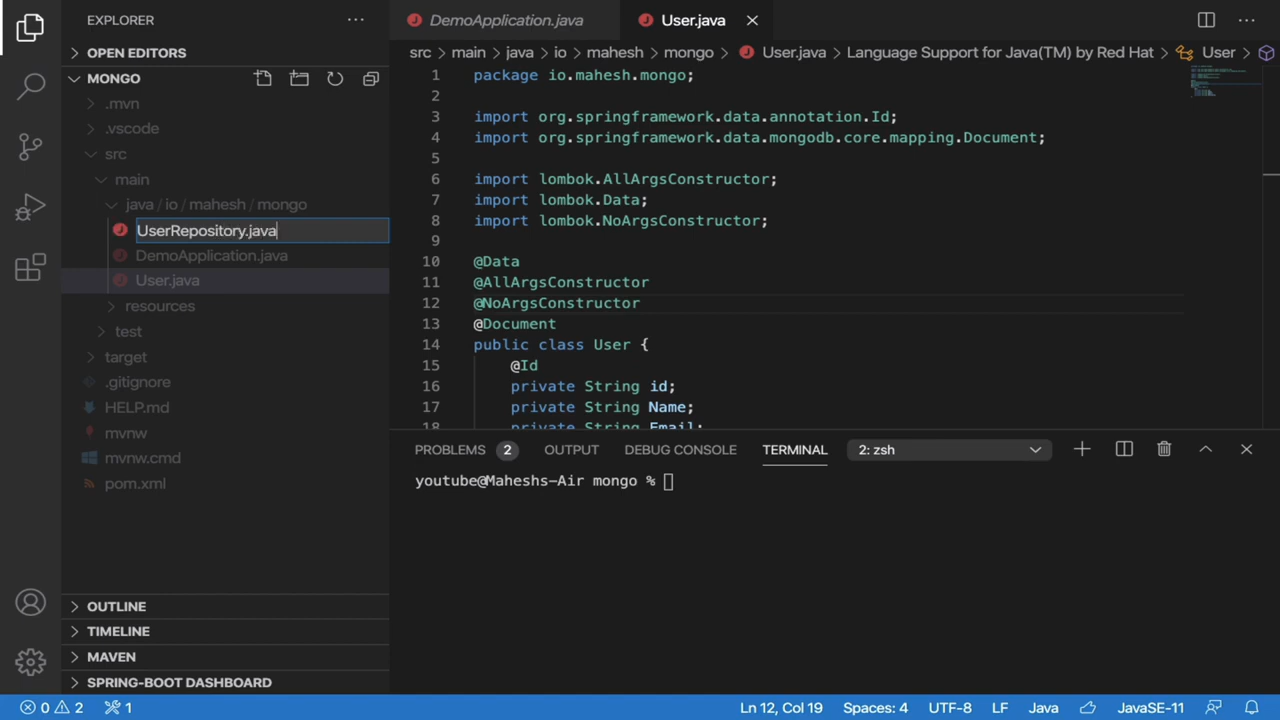 EXPLORER
OPEN EDITORS
MONGO
.mvn
.vscode
src
main
java / io / mahesh / mongo
UserRepository.java
DemoApplication.java
User.java
resources
test
target
.gitignore
HELP.md
mvnw
mvnw.cmd
pom.xml
OUTLINE
TIMELINE
MAVEN
SPRING-BOOT DASHBOARD
DemoApplication.java User.java
src > main > java > io > mahesh > mongo > User.java > Language Support for Java(TM) by Red Hat > User >
1 package io.mahesh.mongo;
2
3 import org.springframework.data.annotation.Id;
4 import org.springframework.data.mongodb.core.mapping.Document;
5
6 import lombok.AllArgsConstructor;
7 import lombok.Data;
8 import lombok.NoArgsConstructor;
9
10 @Data
11 @AllArgsConstructor
12 @NoArgsConstructor
13 @Document
14 public class User {
15 @Id
16 private String id;
17 private String Name;
18 private String Email;
PROBLEMS 2 OUTPUT DEBUG CONSOLE TERMINAL 2: zsh
youtube@Maheshs-Air mongo %
0 2 1 Ln 12, Col 19 Spaces: 4 UTF-8 LF Java JavaSE-11